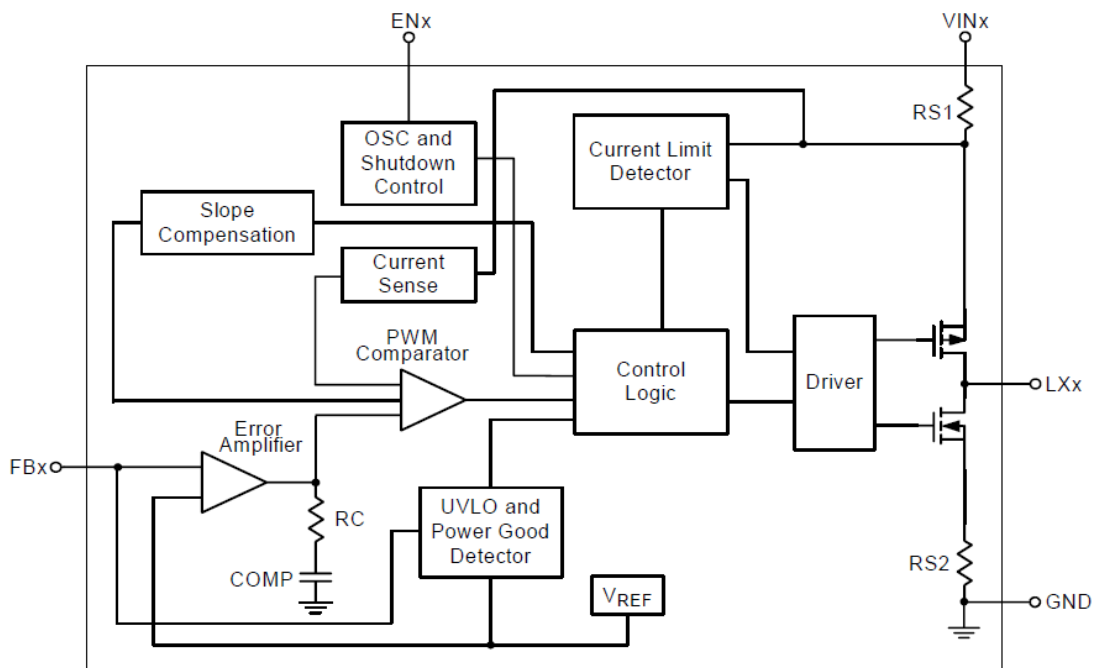 ENx
VINx
RS1
OSC and
Shutdown
Control
Current Limit
Detector
Slope
Compensation
Current
Sense
PWM
Comparator
Control
Logic
Driver
LXx
Error
Amplifier
FBx
RC
UVLO and
Power Good
Detector
COMP
RS2
VREF
GND